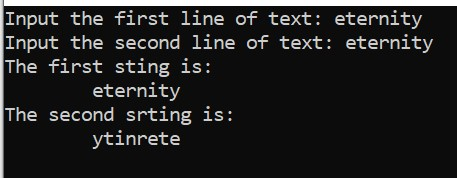 Input the first line of text: eternity
Input the second line of text: eternity
The first sting is:
eternity
The second srting is:
ytinrete